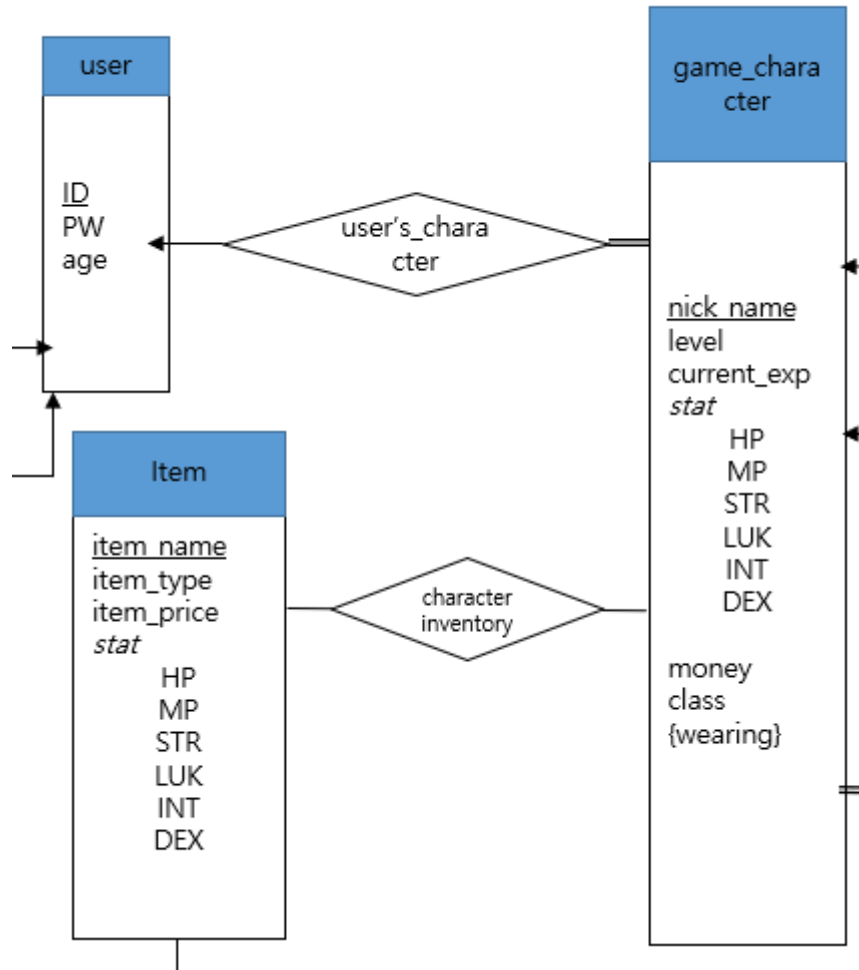 user
ID
PW
age
user's_chara
cter
game_chara
cter
nick_name
level
current_exp
stat
HP
MP
STR
LUK
INT
DEX
money
class
{wearing}
Item
item_name
item_type
item_price
stat
HP
MP
STR
LUK
INT
DEX
character
inventory